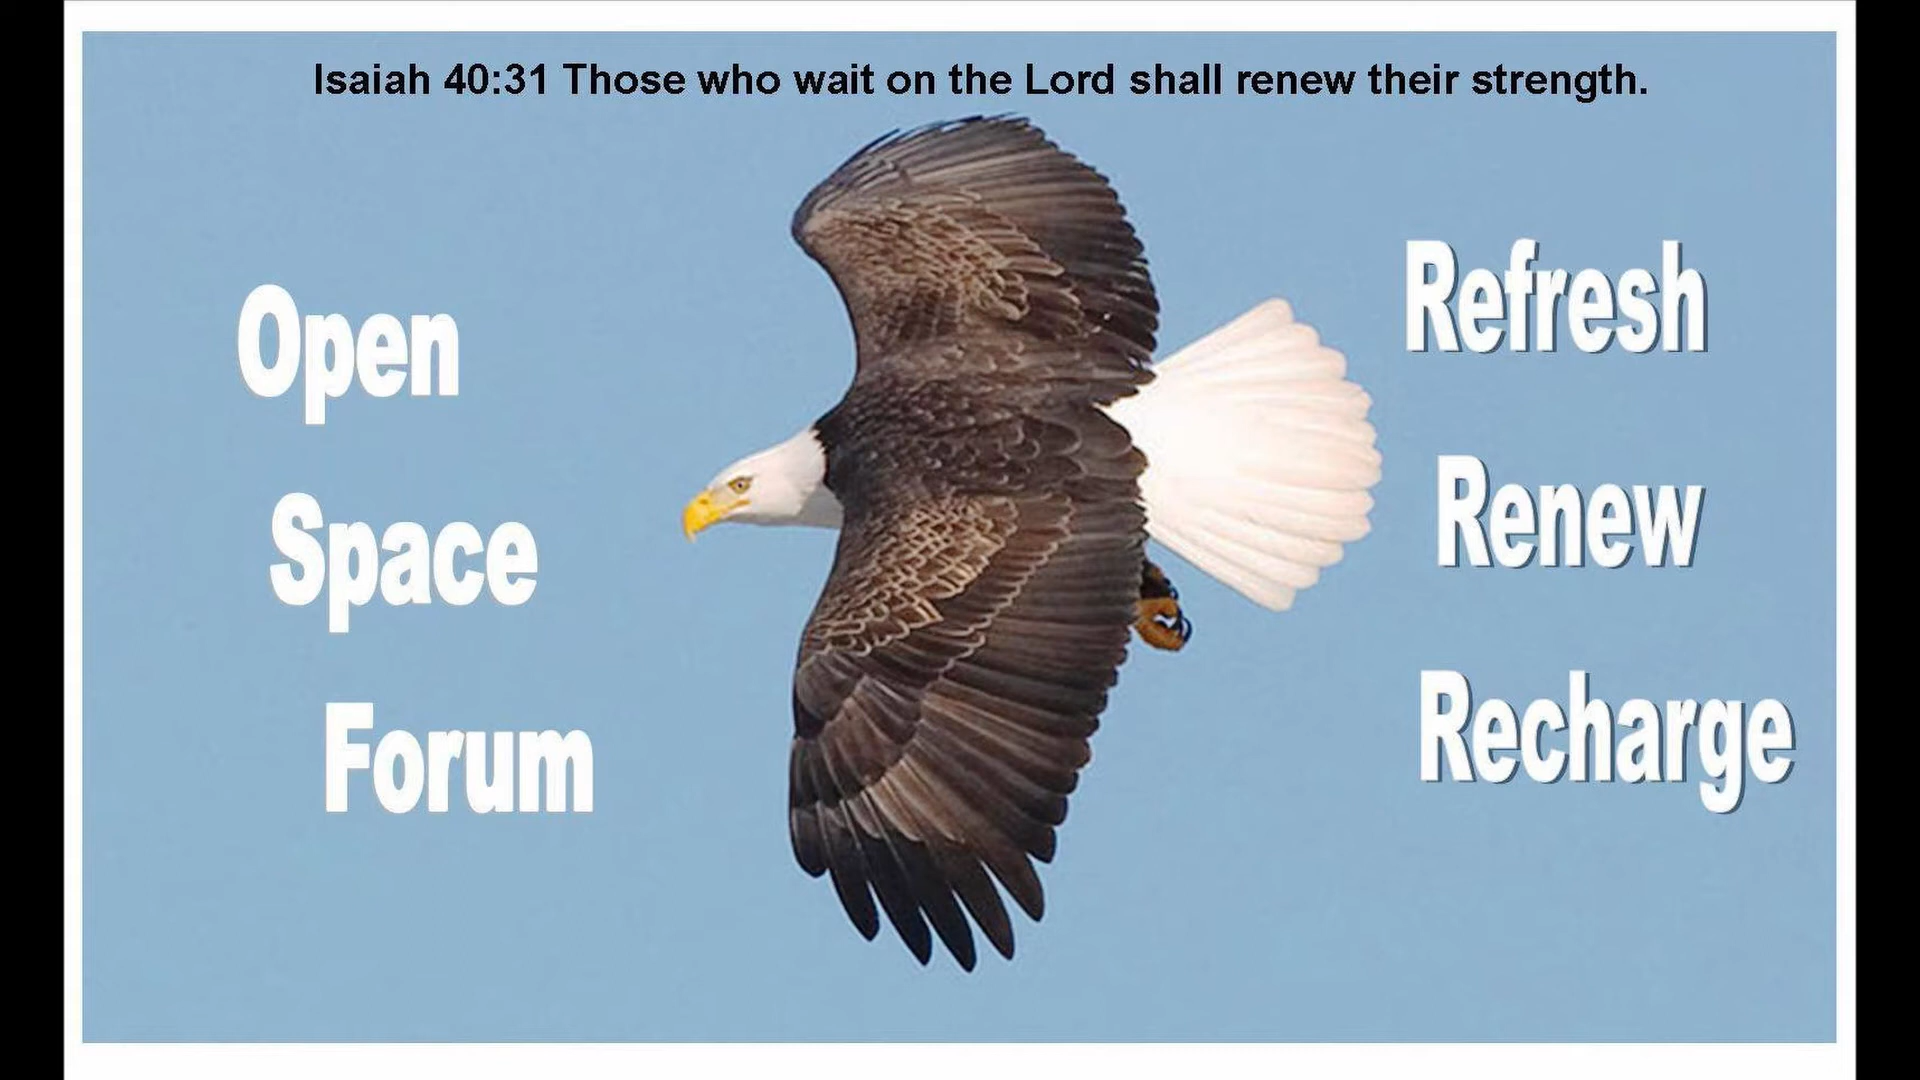 Isaiah 40:31 Those who wait on the Lord shall renew their strength.
Open
Space
Forum
Refresh
Renew
Recharge